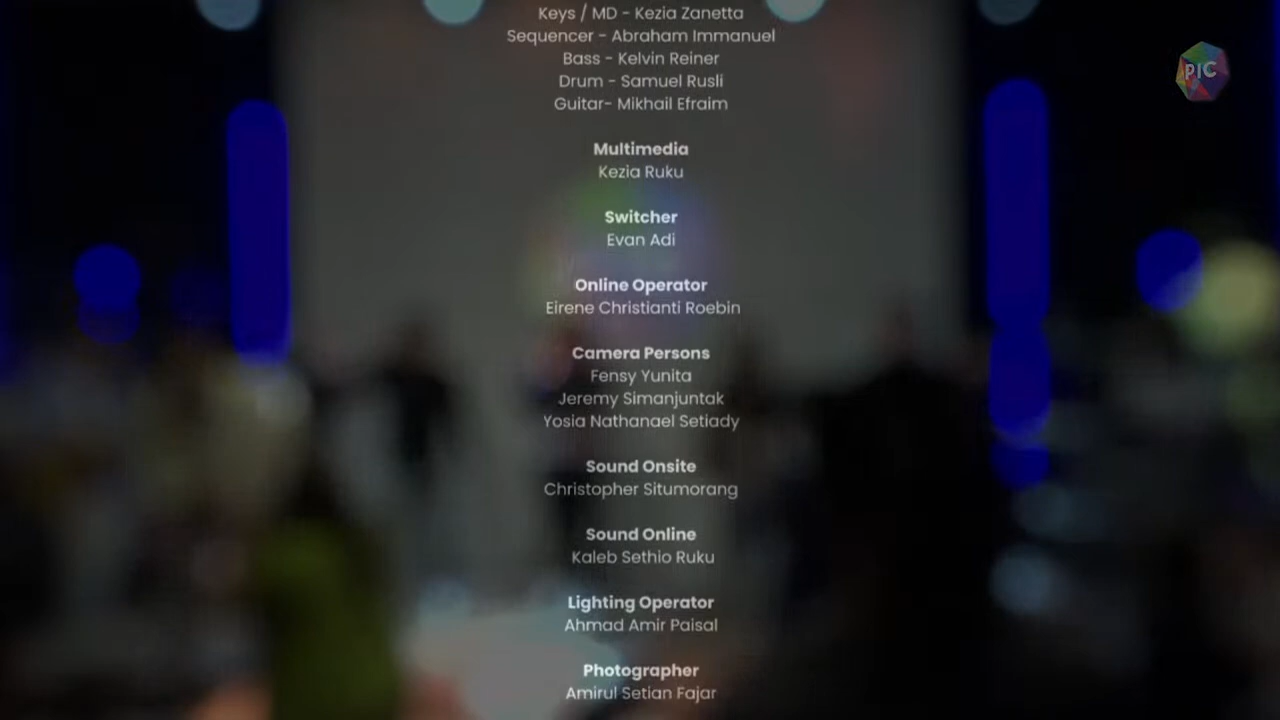 Keys / MD - Kezia Zanetta
PIC
Sequencer - Abraham Immanuel
Bass - Kelvin Reiner
Drum - Samuel Rusli
Guitar- Mikhail Efraim
Multimedia
Kezia Ruku
Switcher
Evan Adi
Online Operator
Eirene Christianti Roebin
Camera Persons
Fensy Yunita
Jeremy Simanjuntak
Yosia Nathanael Setiady
Sound Onsite
Christopher Situmorang
Sound Online
Kaleb Sethio Ruku
Lighting Operator
Ahmad Amir Paisal
Photographer
Amirul Setian Fajar